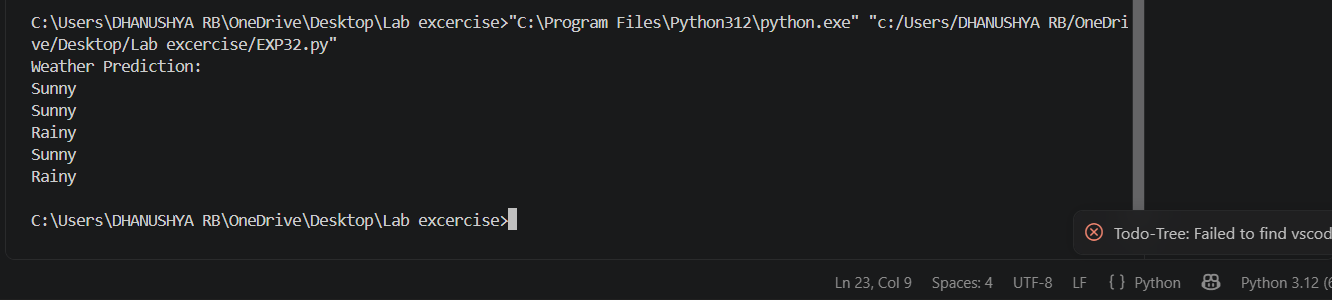 C:\Users\DHANUSHYA RB\OneDrive\Desktop\Lab excercise>"C:\Program Files\Python312\python.exe" "c:/Users/DHANUSHYA RB/OneDri
ve/Desktop/Lab excercise/EXP32.py"
Weather Prediction:
Sunny
Sunny
Rainy
Sunny
Rainy
C:\Users\DHANUSHYA RB\OneDrive\Desktop\Lab excercise>
Todo-Tree: Failed to find vscod
Ln 23, Col 9 Spaces: 4 UTF-8 LF { } Python Python 3.12 (6